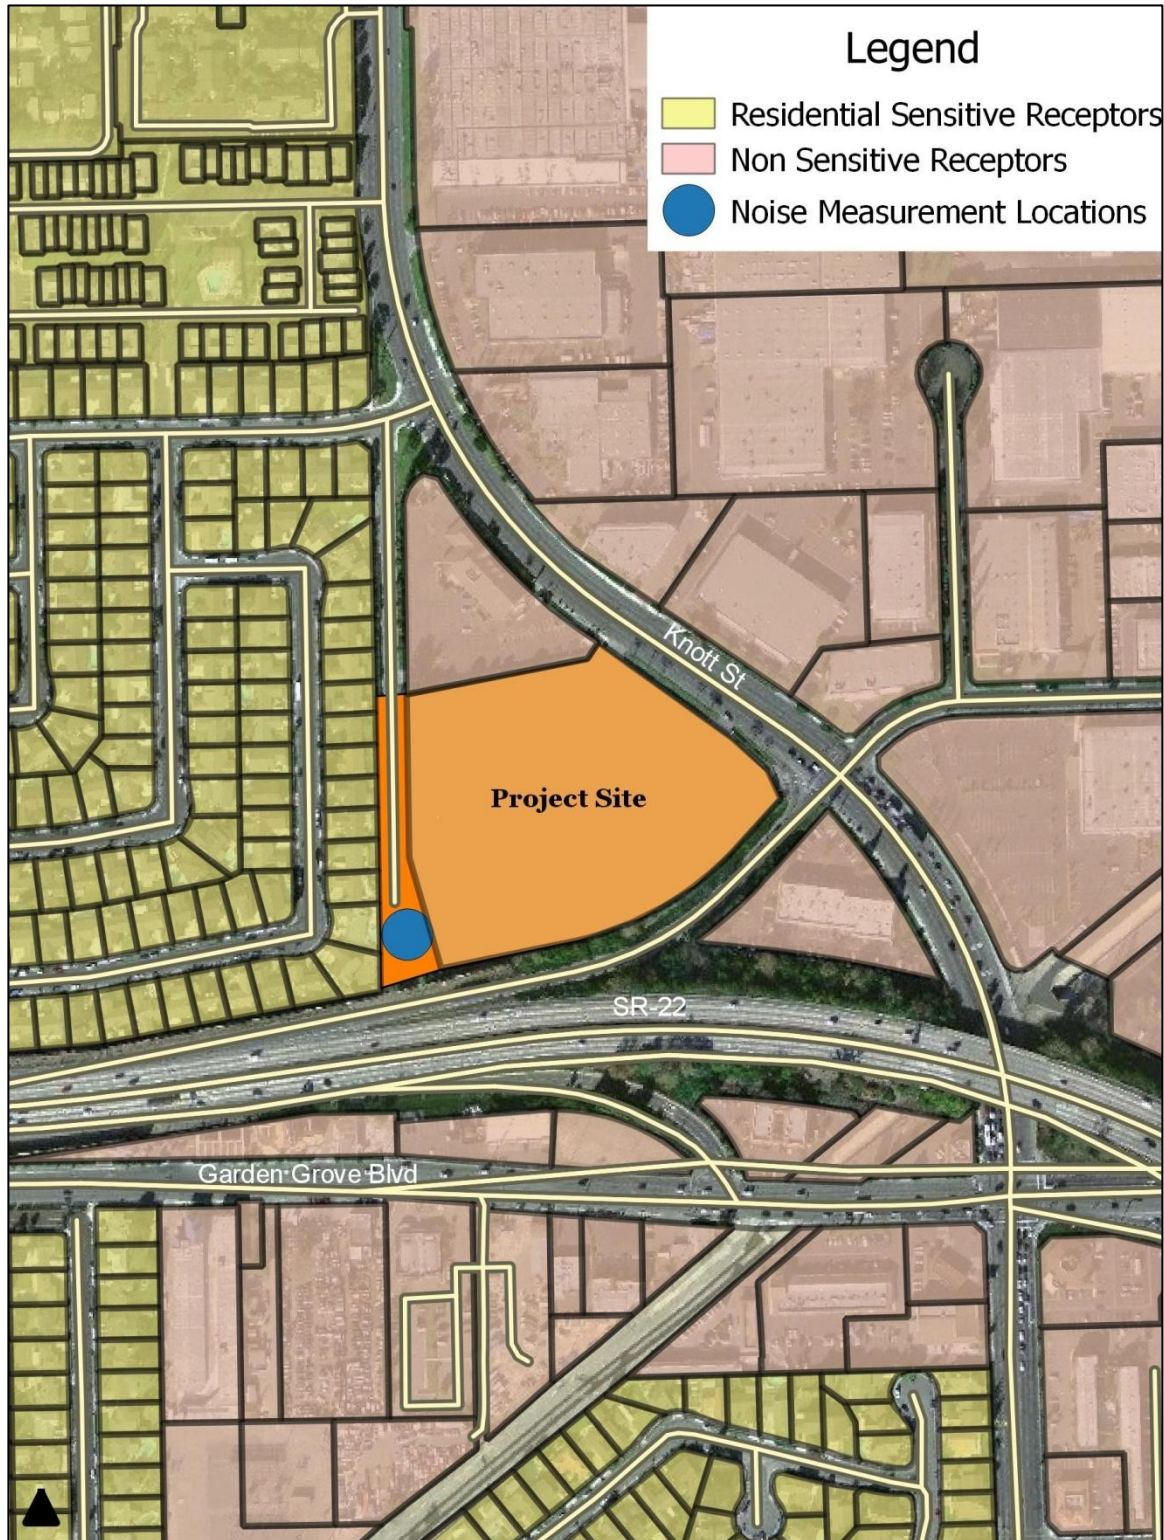 Legend
Residential Sensitive Receptors
Non Sensitive Receptors
Noise Measurement Locations
Knott St
Project Site
SR-22
Garden Grove Blvd